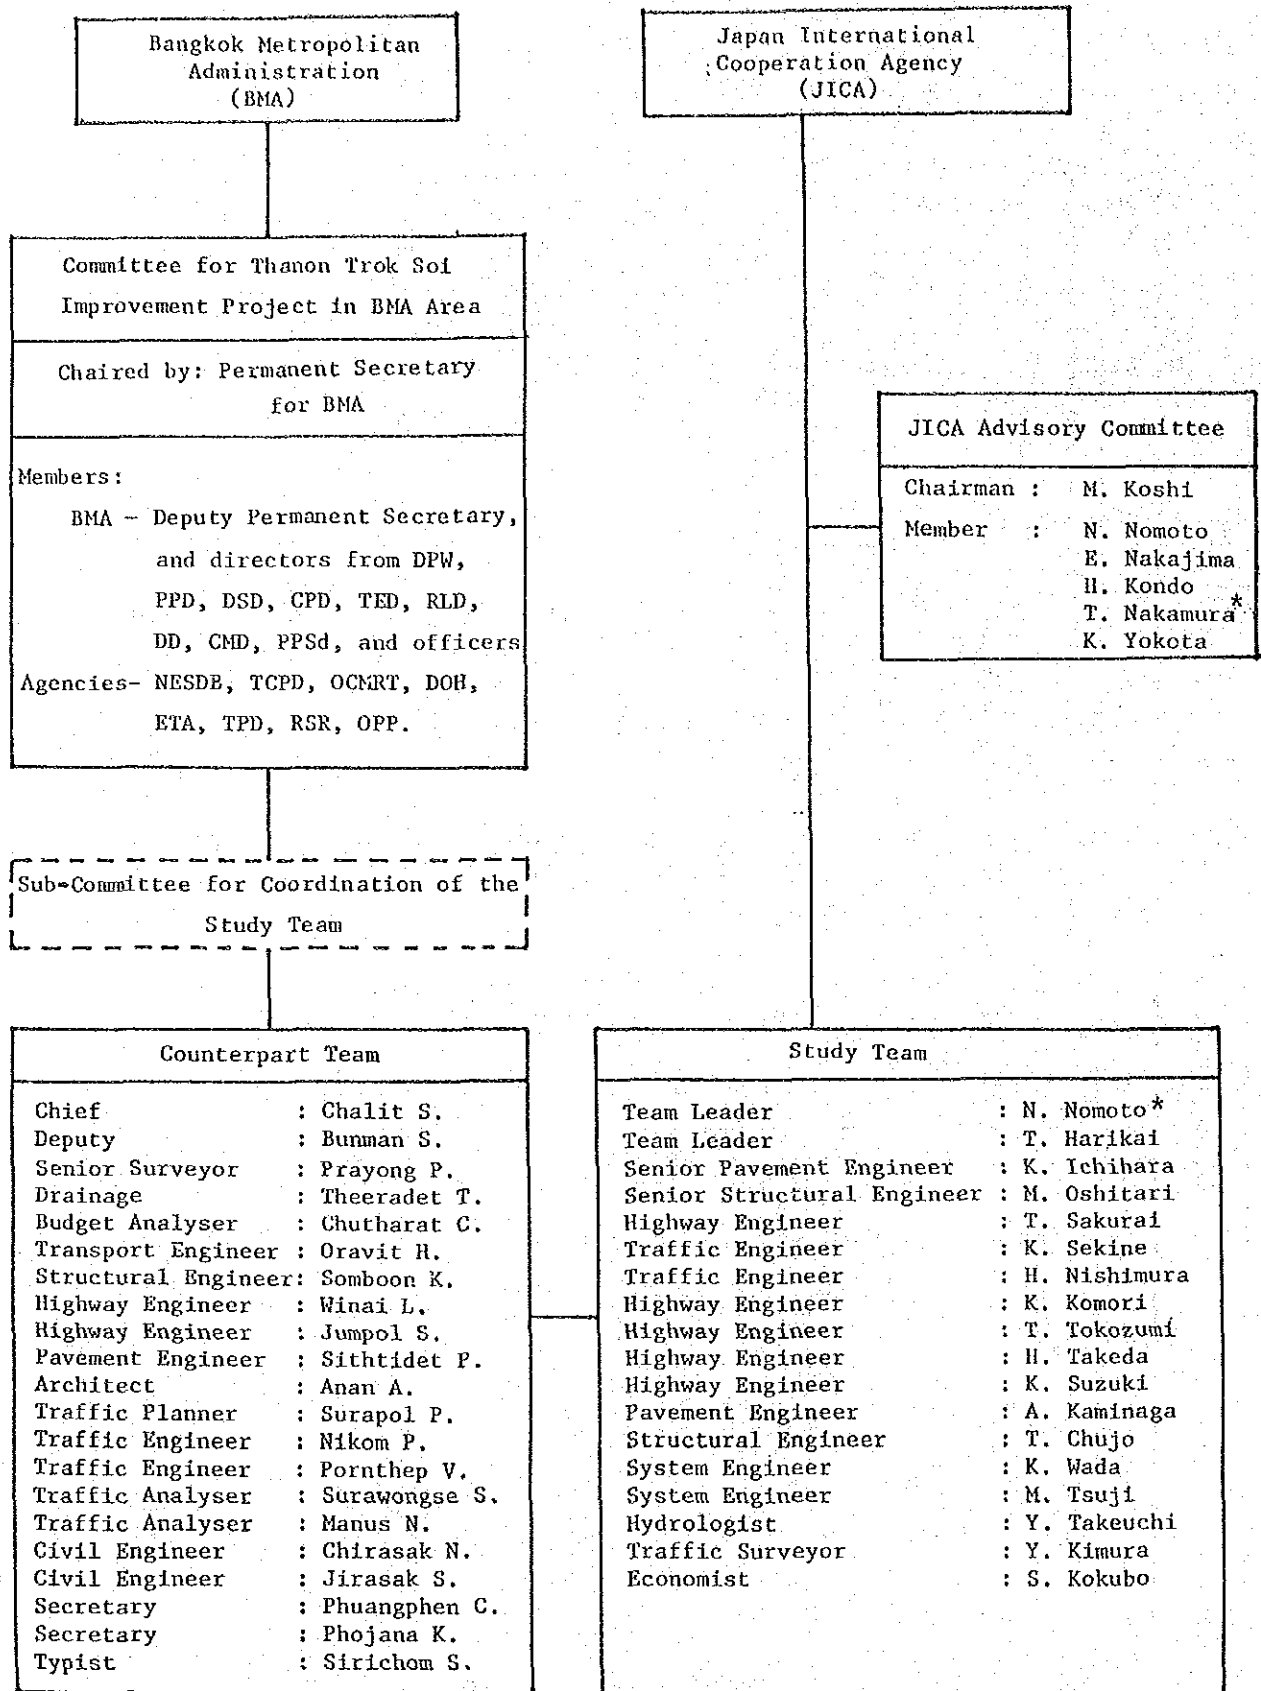 Bangkok Metropolitan
Administration
(BMA)
Japan International
Cooperation Agency
(JICA)
Committee for Thanon Trok Soi
Improvement Project in BMA Area
Chaired by: Permanent Secretary
for BMA
Members:
BMA - Deputy Permanent Secretary,
and directors from DPW,
PPD, DSD, CPD, TED, RLD,
DD, CMD, PPSd, and officers
Agencies- NESDB, TCPD, OCMRT, DOH,
ETA, TPD, RSR, OPP.
JICA Advisory Committee
Chairman : M. Koshi
Member : N. Nomoto
E. Nakajima
H. Kondo
T. Nakamura*
K. Yokota
Sub-Committee for Coordination of the
Study Team
Counterpart Team
Chief : Chalit S.
Deputy : Bunman S.
Senior Surveyor : Prayong P.
Drainage : Theeradet T.
Budget Analyser : Chutharat C.
Transport Engineer : Oravit H.
Structural Engineer: Somboon K.
Highway Engineer : Winai L.
Highway Engineer : Jumpol S.
Pavement Engineer : Siththidet P.
Architect : Anan A.
Traffic Planner : Surapol P.
Traffic Engineer : Nikom P.
Traffic Engineer : Pornthep V.
Traffic Analyser : Surawongse S.
Traffic Analyser : Manus N.
Civil Engineer : Chirasak N.
Civil Engineer : Jirasak S.
Secretary : Phuangphen C.
Secretary : Phojana K.
Typist : Sirichom S.
Study Team
Team Leader : N. Nomoto*
Team Leader : T. Harikai
Senior Pavement Engineer : K. Ichihara
Senior Structural Engineer : M. Oshitari
Highway Engineer : T. Sakurai
Traffic Engineer : K. Sekine
Traffic Engineer : H. Nishimura
Highway Engineer : K. Komori
Highway Engineer : T. Tokozumi
Highway Engineer : H. Takeda
Highway Engineer : K. Suzuki
Pavement Engineer : A. Kaminaga
Structural Engineer : T. Chujo
System Engineer : K. Wada
System Engineer : M. Tsuji
Hydrologist : Y. Takeuchi
Traffic Surveyor : Y. Kimura
Economist : S. Kokubo